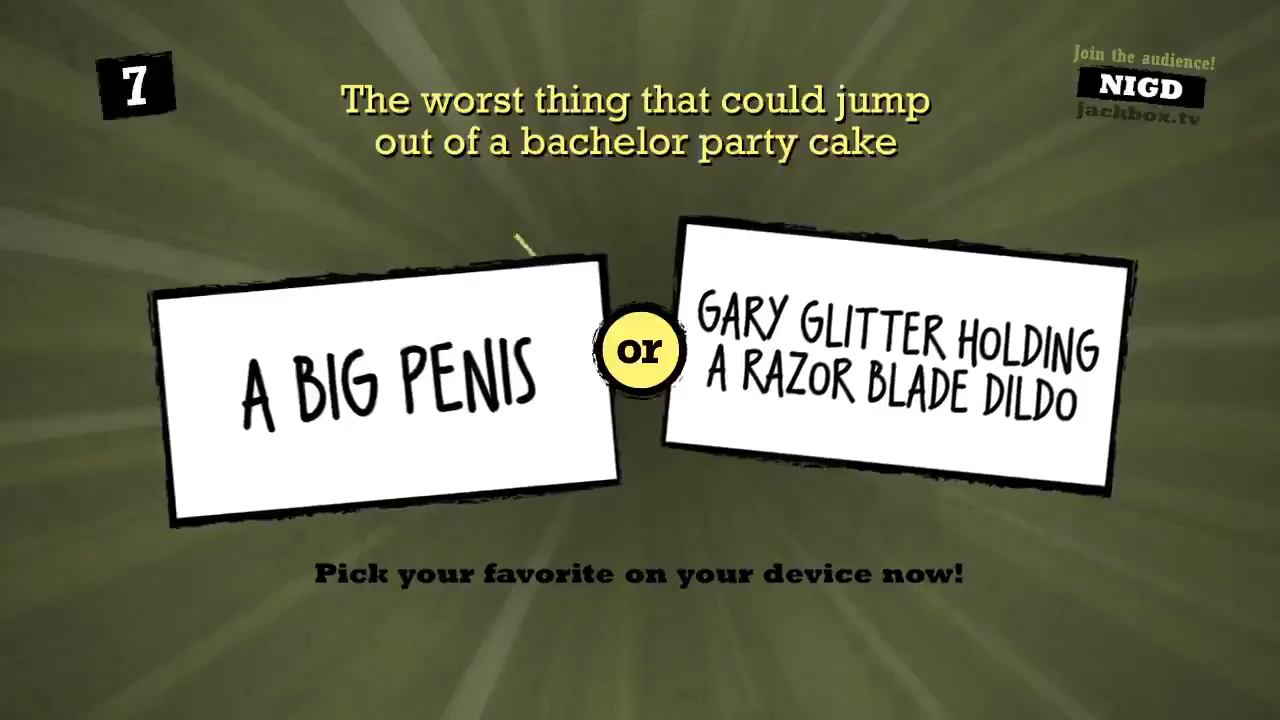 7
The worst thing that could jump
out of a bachelor party cake
Join the audience!
NIGD
jackbox.tv
A BIG PENIS
or
GARY GLITTER HOLDING
A RAZOR BLADE DILDO
Pick your favorite on your device now!